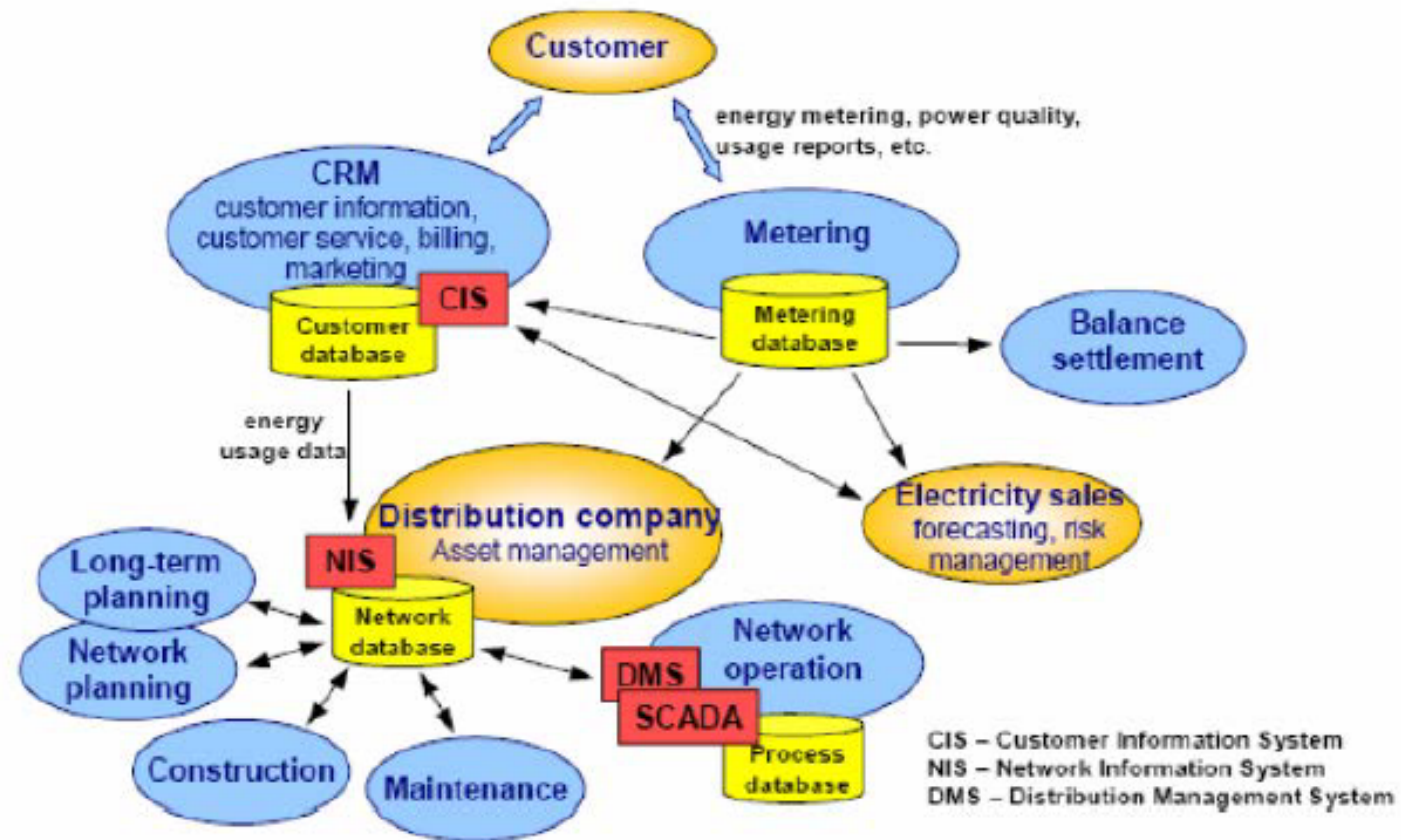 Customer
energy metering, power quality,
usage reports, etc.
CRM
customer information,
customer service, billing,
marketing
CIS
Customer
database
Metering
Metering
database
Balance
settlement
energy
usage data
Distribution company
Asset management
Electricity sales
forecasting, risk
management
NIS
Network
database
Long-term
planning
Network
planning
Construction
Maintenance
Network
operation
DMS
SCADA
Process
database
CIS – Customer Information System
NIS – Network Information System
DMS – Distribution Management System